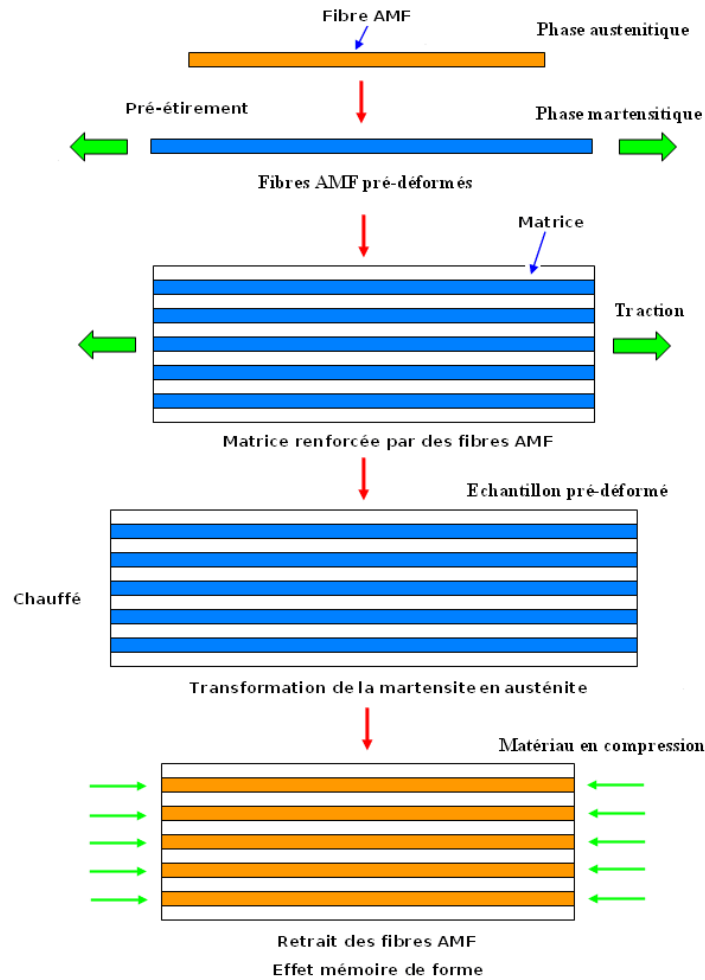 Fibre AMF
Phase austenitique
Pré-étirement
Phase martensitique
Fibres AMF pré-déformés
Matrice
Traction
Matrice renforcée par des fibres AMF
Echantillon pré-déformé
Chauffé
Transformation de la martensite en austénite
Matériau en compression
Retrait des fibres AMF
Effet mémoire de forme